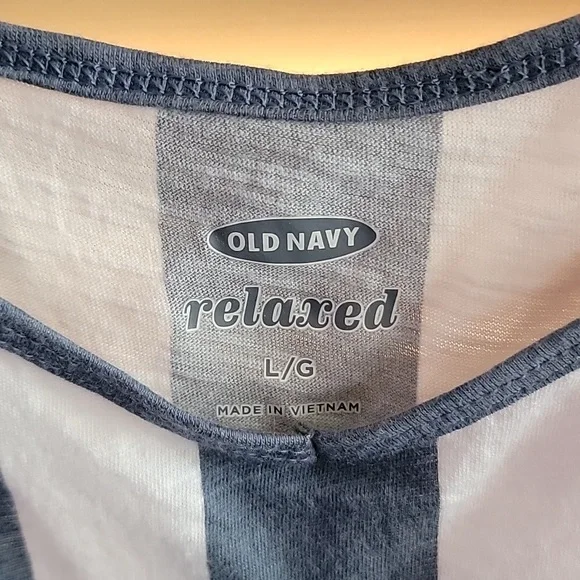 OLD NAVY
relaxed
L/G
MADE IN VIETNAM